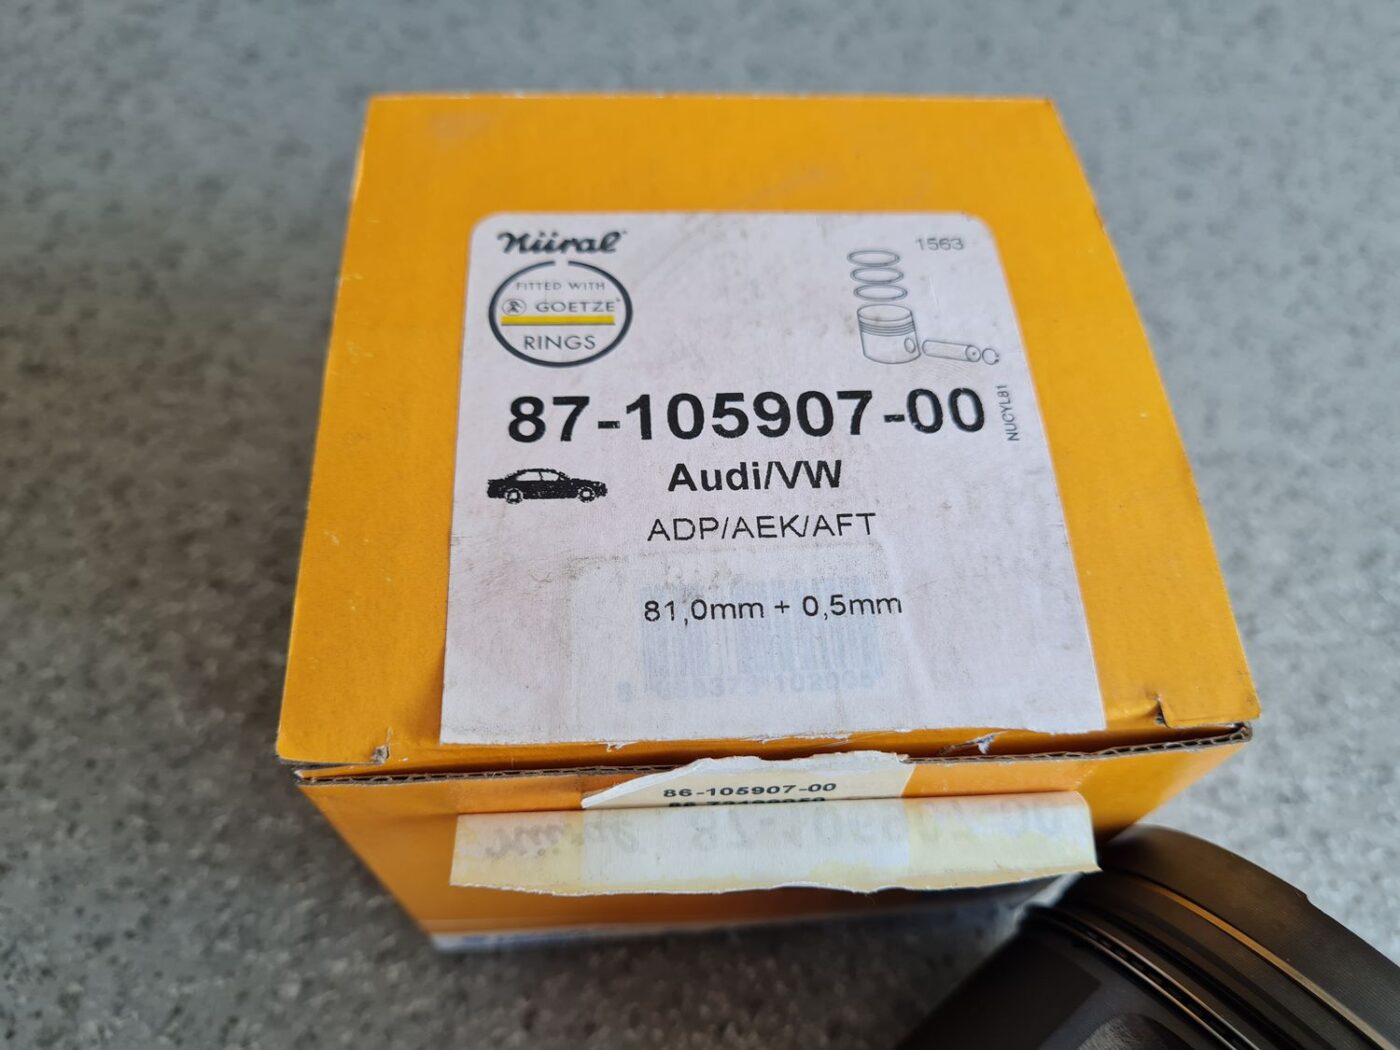 Nüral
1563
FITTED WITH
GOETZE
RINGS
87-105907-00
NUCYL81
Audi/VW
ADP/AEK/AFT
81,0mm + 0,5mm
86-105907-00